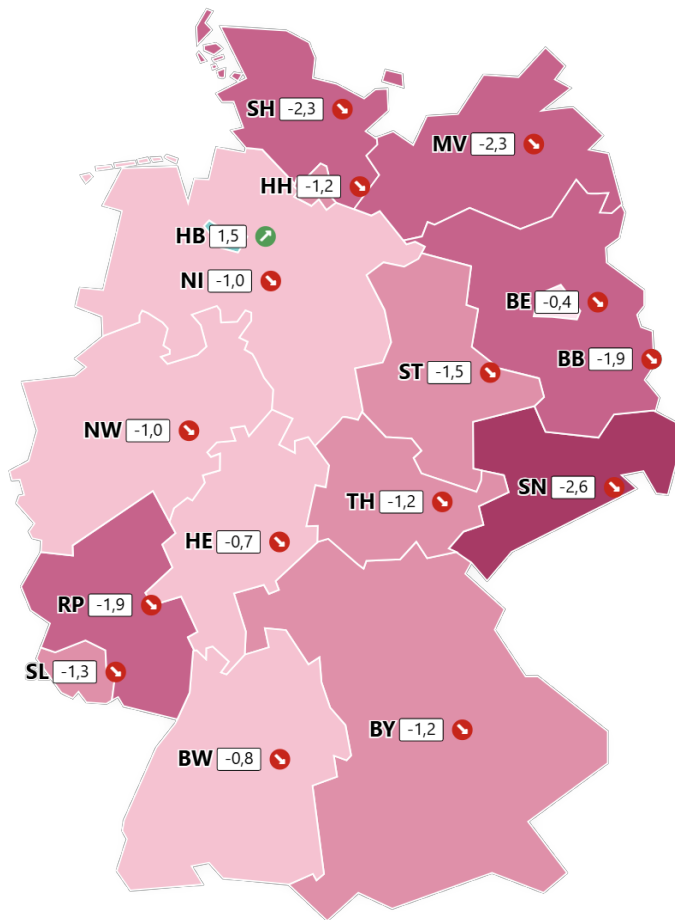 SH -2,3
MV -2,3
HH -1,2
HB 1,5
NI -1,0
BE -0,4
BB -1,9
ST -1,5
NW -1,0
SN -2,6
TH -1,2
HE -0,7
RP -1,9
SL -1,3
BY -1,2
BW -0,8